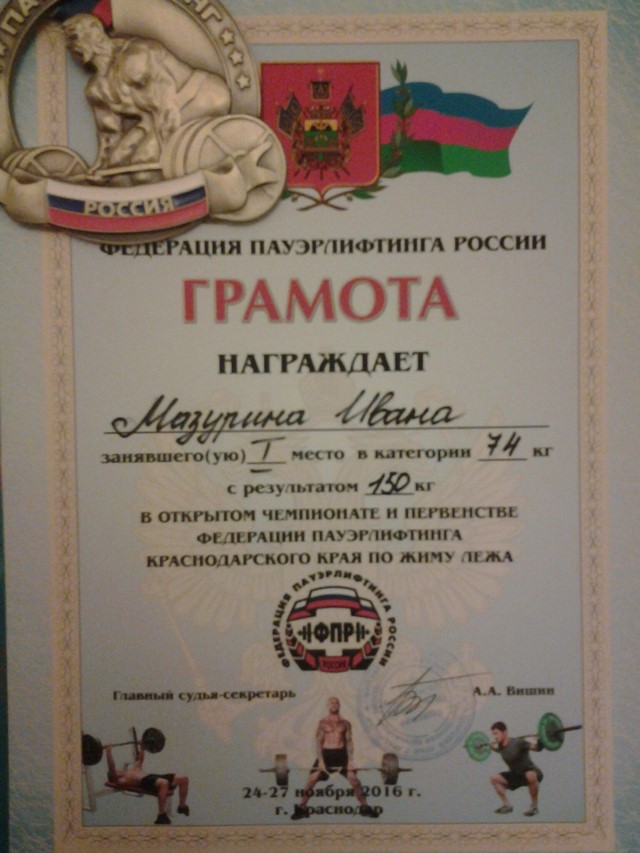 ПАУЭРЛИФТИНГ
РОССИЯ
ФЕДЕРАЦИЯ ПАУЭРЛИФТИНГА РОССИИ
ГРАМОТА
НАГРАЖДАЕТ
Мазурина Ивана
занявшего(ую) I место в категории 74 кг
с результатом 150 кг
В ОТКРЫТОМ ЧЕМПИОНАТЕ И ПЕРВЕНСТВЕ
ФЕДЕРАЦИИ ПАУЭРЛИФТИНГА
КРАСНОДАРСКОГО КРАЯ ПО ЖИМУ ЛЕЖА
ФЕДЕРАЦИЯ ПАУЭРЛИФТИНГА РОССИИ
ФПР
РОССИЯ
Главный судья-секретарь
А.А. Вишин
24-27 ноября 2016 г.
г. Краснодар